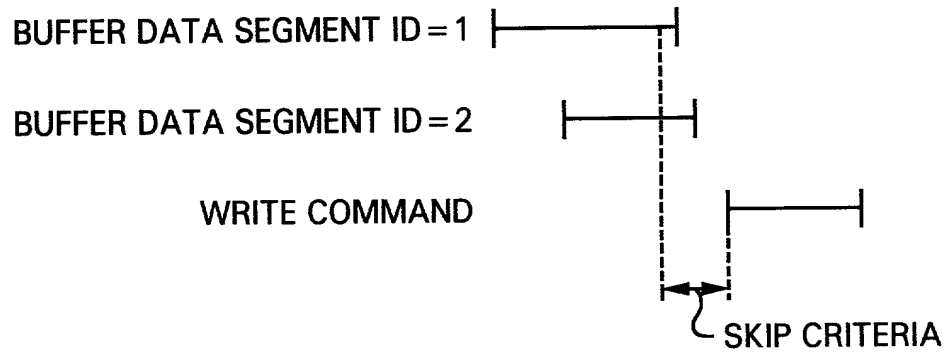 BUFFER DATA SEGMENT ID=1
BUFFER DATA SEGMENT ID=2
WRITE COMMAND
SKIP CRITERIA